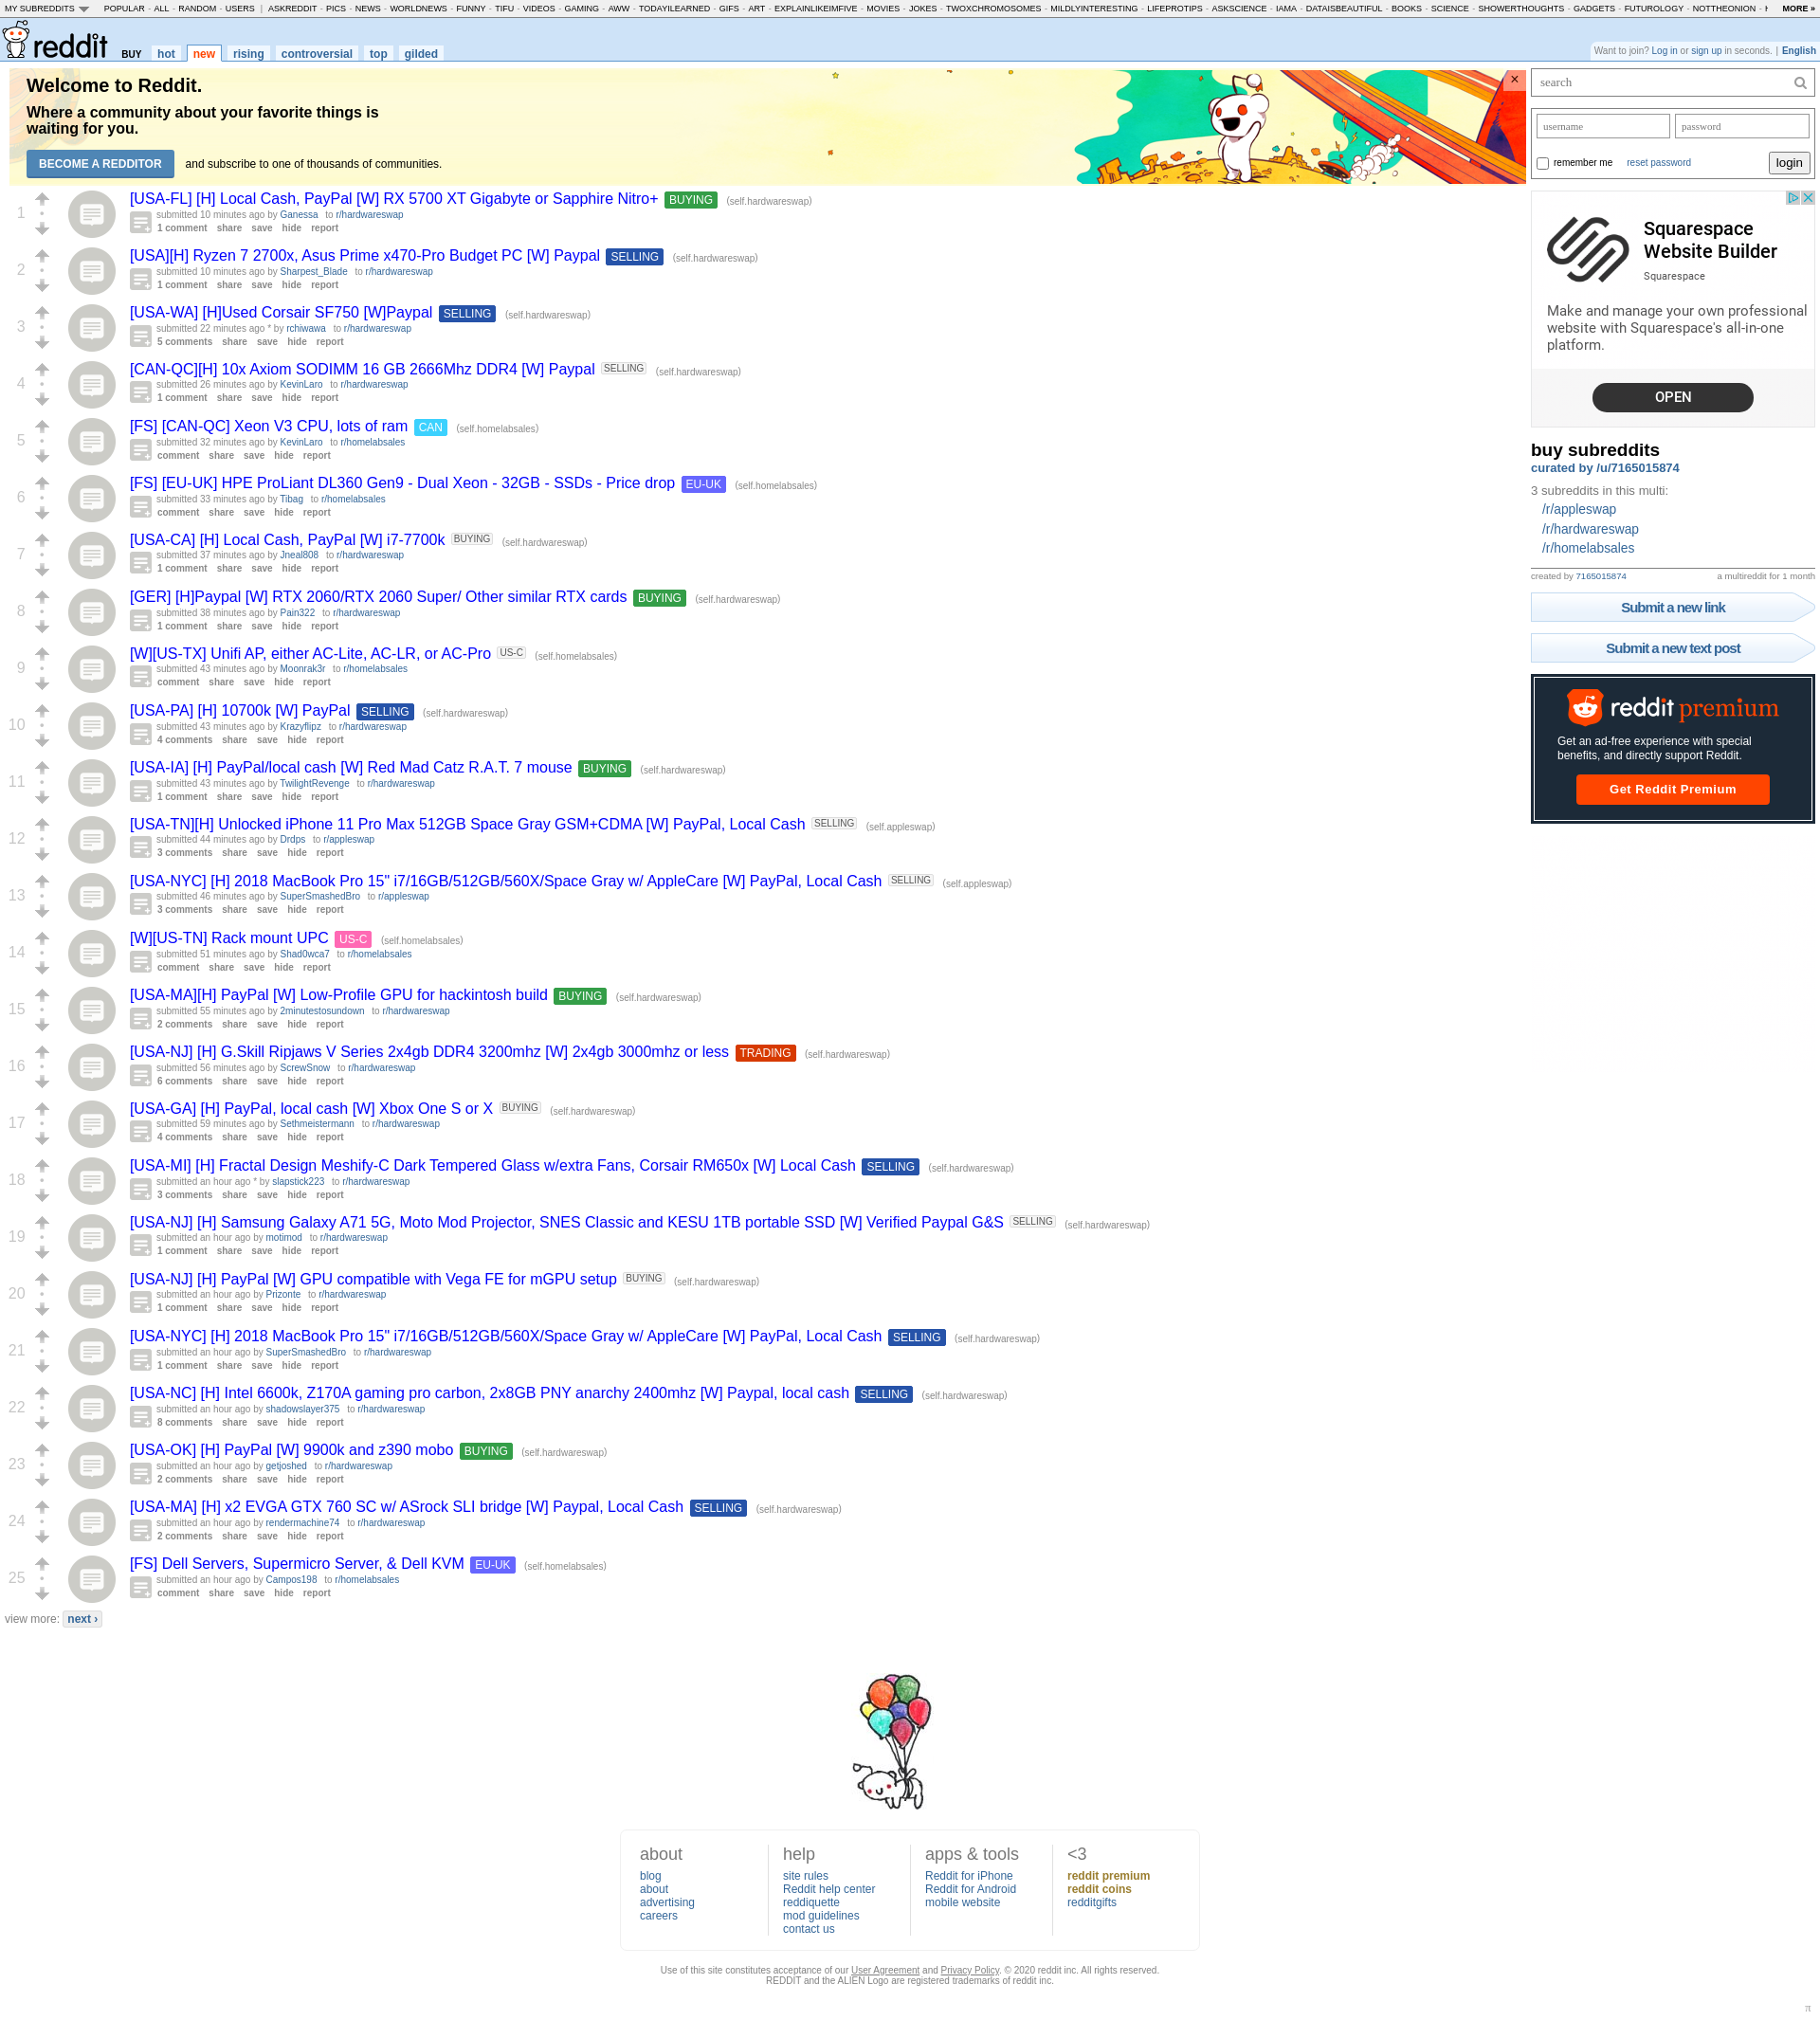 MY SUBREDDITS POPULAR - ALL - RANDOM - USERS | ASKREDDIT - PICS - NEWS - WORLDNEWS - FUNNY - TIFU - VIDEOS - GAMING - AWW - TODAYILEARNED - GIFS - ART - EXPLAINLIKEIMFIVE - MOVIES - JOKES - TWOXCHROMOSOMES - MILDLYINTERESTING - LIFEPROTIPS - ASKSCIENCE - IAMA - DATAISBEAUTIFUL - BOOKS - SCIENCE - SHOWERTHOUGHTS - GADGETS - FUTUROLOGY - NOTTHEONION - MORE »
reddit BUY hot new rising controversial top gilded
Want to join? Log in or sign up in seconds. | English
Welcome to Reddit.
Where a community about your favorite things is
waiting for you.
BECOME A REDDITOR and subscribe to one of thousands of communities.
×
1
[USA-FL] [H] Local Cash, PayPal [W] RX 5700 XT Gigabyte or Sapphire Nitro+ BUYING (self.hardwareswap)
submitted 10 minutes ago by Ganessa to r/hardwareswap
1 comment share save hide report
2
[USA][H] Ryzen 7 2700x, Asus Prime x470-Pro Budget PC [W] Paypal SELLING (self.hardwareswap)
submitted 10 minutes ago by Sharpest_Blade to r/hardwareswap
1 comment share save hide report
3
[USA-WA] [H]Used Corsair SF750 [W]Paypal SELLING (self.hardwareswap)
submitted 22 minutes ago * by rchiwawa to r/hardwareswap
5 comments share save hide report
4
[CAN-QC][H] 10x Axiom SODIMM 16 GB 2666Mhz DDR4 [W] Paypal SELLING (self.hardwareswap)
submitted 26 minutes ago by KevinLaro to r/hardwareswap
1 comment share save hide report
5
[FS] [CAN-QC] Xeon V3 CPU, lots of ram CAN (self.homelabsales)
submitted 32 minutes ago by KevinLaro to r/homelabsales
comment share save hide report
6
[FS] [EU-UK] HPE ProLiant DL360 Gen9 - Dual Xeon - 32GB - SSDs - Price drop EU-UK (self.homelabsales)
submitted 33 minutes ago by Tibag to r/homelabsales
comment share save hide report
7
[USA-CA] [H] Local Cash, PayPal [W] i7-7700k BUYING (self.hardwareswap)
submitted 37 minutes ago by Jneal808 to r/hardwareswap
1 comment share save hide report
8
[GER] [H]Paypal [W] RTX 2060/RTX 2060 Super/ Other similar RTX cards BUYING (self.hardwareswap)
submitted 38 minutes ago by Pain322 to r/hardwareswap
1 comment share save hide report
9
[W][US-TX] Unifi AP, either AC-Lite, AC-LR, or AC-Pro US-C (self.homelabsales)
submitted 43 minutes ago by Moonrak3r to r/homelabsales
comment share save hide report
10
[USA-PA] [H] 10700k [W] PayPal SELLING (self.hardwareswap)
submitted 43 minutes ago by Krazyflipz to r/hardwareswap
4 comments share save hide report
11
[USA-IA] [H] PayPal/local cash [W] Red Mad Catz R.A.T. 7 mouse BUYING (self.hardwareswap)
submitted 43 minutes ago by TwilightRevenge to r/hardwareswap
1 comment share save hide report
12
[USA-TN][H] Unlocked iPhone 11 Pro Max 512GB Space Gray GSM+CDMA [W] PayPal, Local Cash SELLING (self.appleswap)
submitted 44 minutes ago by Drdps to r/appleswap
3 comments share save hide report
13
[USA-NYC] [H] 2018 MacBook Pro 15" i7/16GB/512GB/560X/Space Gray w/ AppleCare [W] PayPal, Local Cash SELLING (self.appleswap)
submitted 46 minutes ago by SuperSmashedBro to r/appleswap
3 comments share save hide report
14
[W][US-TN] Rack mount UPC US-C (self.homelabsales)
submitted 51 minutes ago by Shad0wca7 to r/homelabsales
comment share save hide report
15
[USA-MA][H] PayPal [W] Low-Profile GPU for hackintosh build BUYING (self.hardwareswap)
submitted 55 minutes ago by 2minutestosundown to r/hardwareswap
2 comments share save hide report
16
[USA-NJ] [H] G.Skill Ripjaws V Series 2x4gb DDR4 3200mhz [W] 2x4gb 3000mhz or less TRADING (self.hardwareswap)
submitted 56 minutes ago by ScrewSnow to r/hardwareswap
6 comments share save hide report
17
[USA-GA] [H] PayPal, local cash [W] Xbox One S or X BUYING (self.hardwareswap)
submitted 59 minutes ago by Sethmeistermann to r/hardwareswap
4 comments share save hide report
18
[USA-MI] [H] Fractal Design Meshify-C Dark Tempered Glass w/extra Fans, Corsair RM650x [W] Local Cash SELLING (self.hardwareswap)
submitted an hour ago * by slapstick223 to r/hardwareswap
3 comments share save hide report
19
[USA-NJ] [H] Samsung Galaxy A71 5G, Moto Mod Projector, SNES Classic and KESU 1TB portable SSD [W] Verified Paypal G&S SELLING (self.hardwareswap)
submitted an hour ago by motimod to r/hardwareswap
1 comment share save hide report
20
[USA-NJ] [H] PayPal [W] GPU compatible with Vega FE for mGPU setup BUYING (self.hardwareswap)
submitted an hour ago by Prizonte to r/hardwareswap
1 comment share save hide report
21
[USA-NYC] [H] 2018 MacBook Pro 15" i7/16GB/512GB/560X/Space Gray w/ AppleCare [W] PayPal, Local Cash SELLING (self.hardwareswap)
submitted an hour ago by SuperSmashedBro to r/hardwareswap
1 comment share save hide report
22
[USA-NC] [H] Intel 6600k, Z170A gaming pro carbon, 2x8GB PNY anarchy 2400mhz [W] Paypal, local cash SELLING (self.hardwareswap)
submitted an hour ago by shadowslayer375 to r/hardwareswap
8 comments share save hide report
23
[USA-OK] [H] PayPal [W] 9900k and z390 mobo BUYING (self.hardwareswap)
submitted an hour ago by getjoshed to r/hardwareswap
2 comments share save hide report
24
[USA-MA] [H] x2 EVGA GTX 760 SC w/ ASrock SLI bridge [W] Paypal, Local Cash SELLING (self.hardwareswap)
submitted an hour ago by rendermachine74 to r/hardwareswap
2 comments share save hide report
25
[FS] Dell Servers, Supermicro Server, & Dell KVM EU-UK (self.homelabsales)
submitted an hour ago by Campos198 to r/homelabsales
comment share save hide report
view more: next ›
search
username password
remember me reset password login
Squarespace
Website Builder
Squarespace
Make and manage your own professional
website with Squarespace's all-in-one
platform.
OPEN
buy subreddits
curated by /u/7165015874
3 subreddits in this multi:
/r/appleswap
/r/hardwareswap
/r/homelabsales
created by 7165015874 a multireddit for 1 month
Submit a new link
Submit a new text post
reddit premium
Get an ad-free experience with special
benefits, and directly support Reddit.
Get Reddit Premium
about
blog
about
advertising
careers
help
site rules
Reddit help center
reddiquette
mod guidelines
contact us
apps & tools
Reddit for iPhone
Reddit for Android
mobile website
<3
reddit premium
reddit coins
redditgifts
Use of this site constitutes acceptance of our User Agreement and Privacy Policy. © 2020 reddit inc. All rights reserved.
REDDIT and the ALIEN Logo are registered trademarks of reddit inc.
π